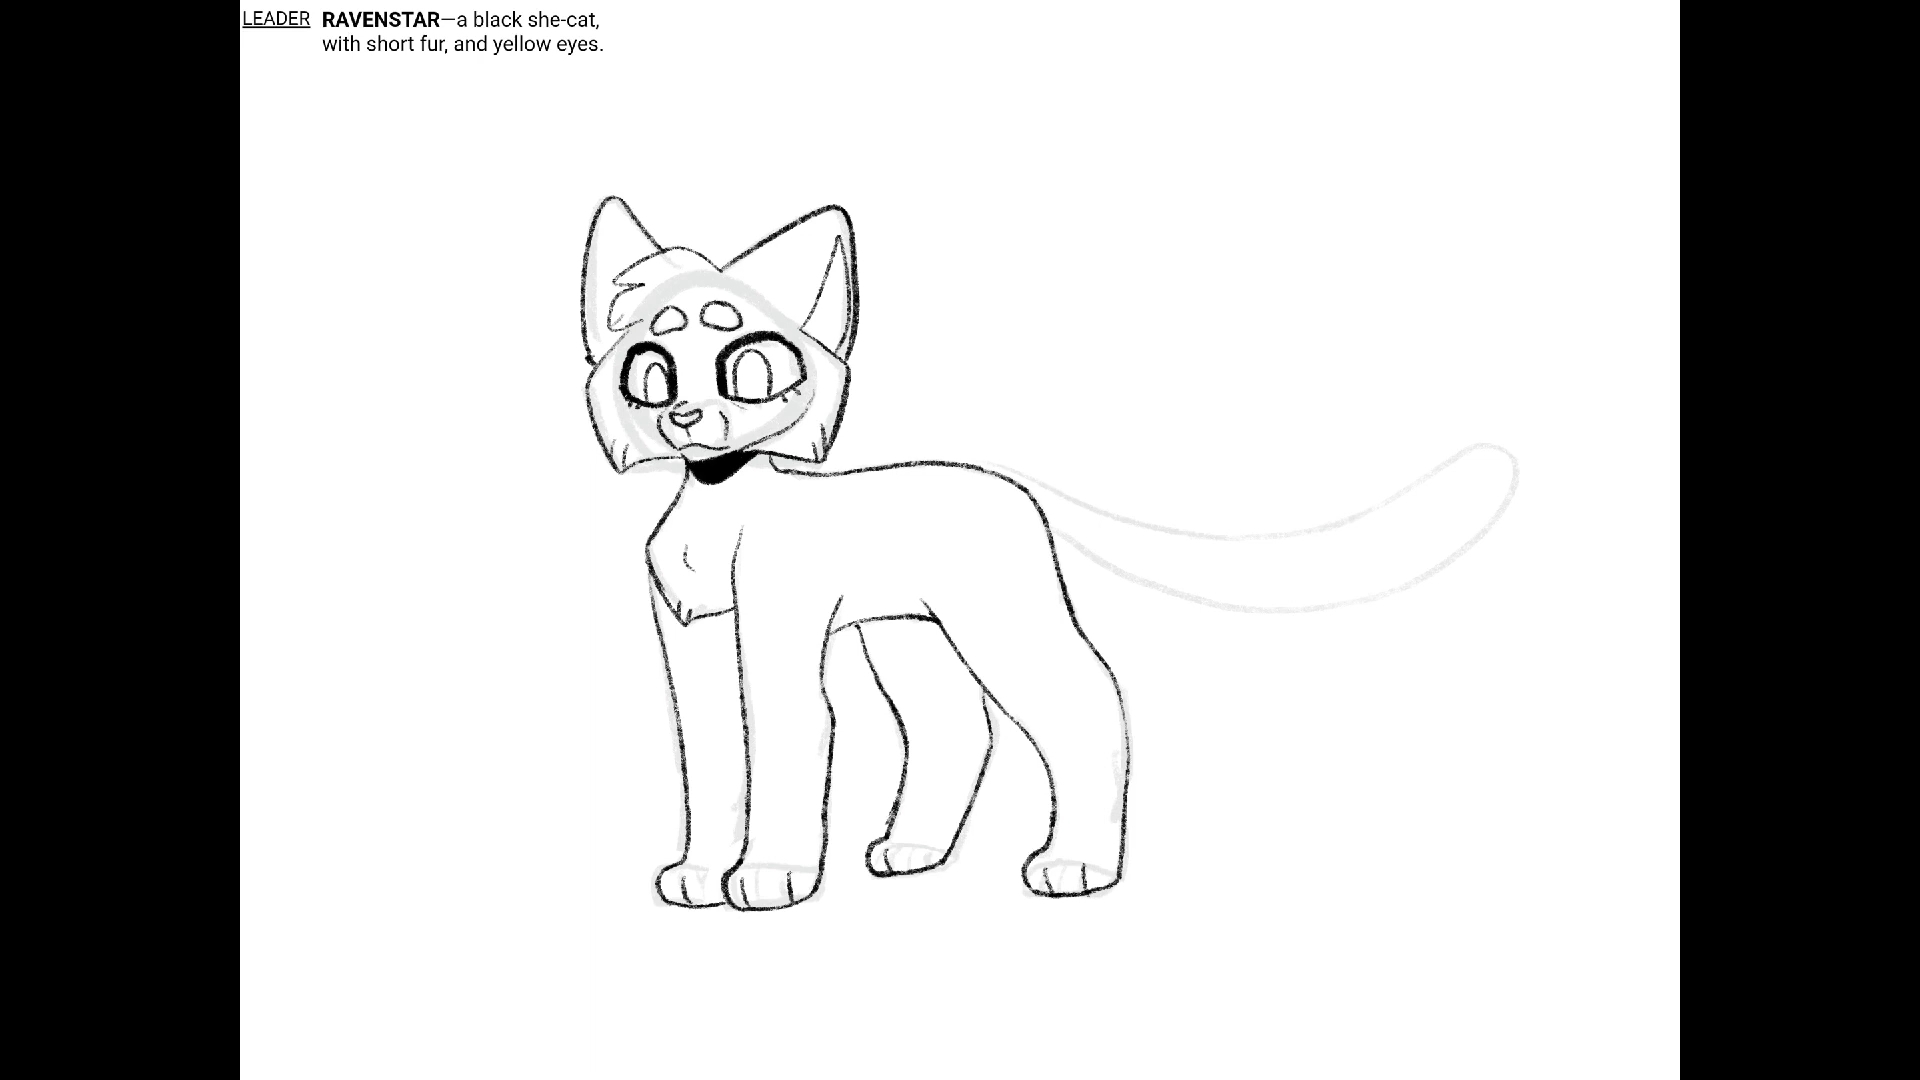 LEADER RAVENSTAR—a black she-cat,
with short fur, and yellow eyes.